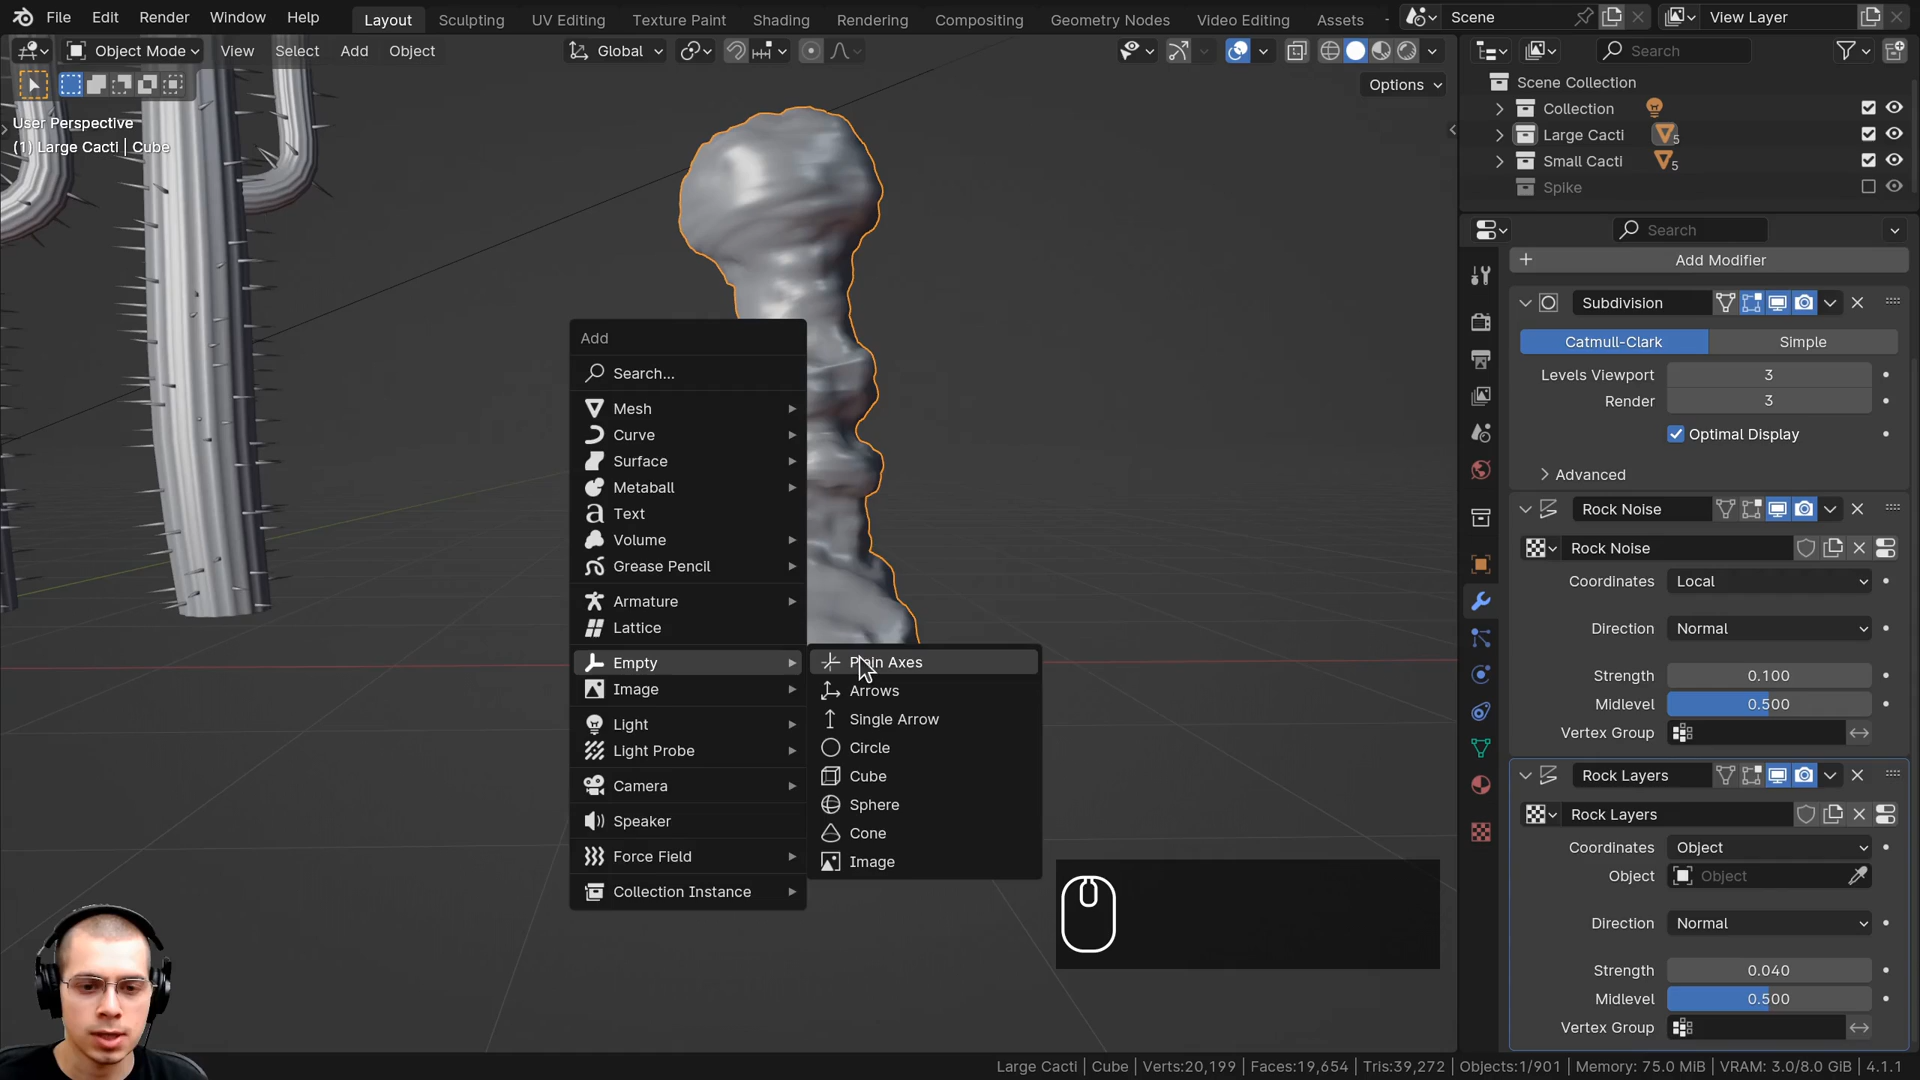 File Edit Render Window Help Layout Sculpting UV Editing Texture Paint Shading Rendering Compositing Geometry Nodes Video Editing Assets Scene View Layer
Object Mode View Select Add Object Global Search
Options
User Perspective
(1) Large Cacti | Cube
Scene Collection
Collection
Large Cacti 5
Small Cacti 5
Spike
Search
Add Modifier
Subdivision
Catmull-Clark Simple
Levels Viewport 3
Render 3
Optimal Display
Advanced
Rock Noise
Rock Noise
Coordinates Local
Direction Normal
Strength 0.100
Midlevel 0.500
Vertex Group
Rock Layers
Rock Layers
Coordinates Object
Object Object
Direction Normal
Strength 0.040
Midlevel 0.500
Vertex Group
Add
Search...
Mesh
Curve
Surface
Metaball
Text
Volume
Grease Pencil
Armature
Lattice
Empty
Image
Light
Light Probe
Camera
Speaker
Force Field
Collection Instance
Plain Axes
Arrows
Single Arrow
Circle
Cube
Sphere
Cone
Image
Large Cacti | Cube | Verts:20,199 | Faces:19,654 | Tris:39,272 | Objects:1/901 | Memory: 75.0 MiB | VRAM: 3.0/8.0 GiB | 4.1.1